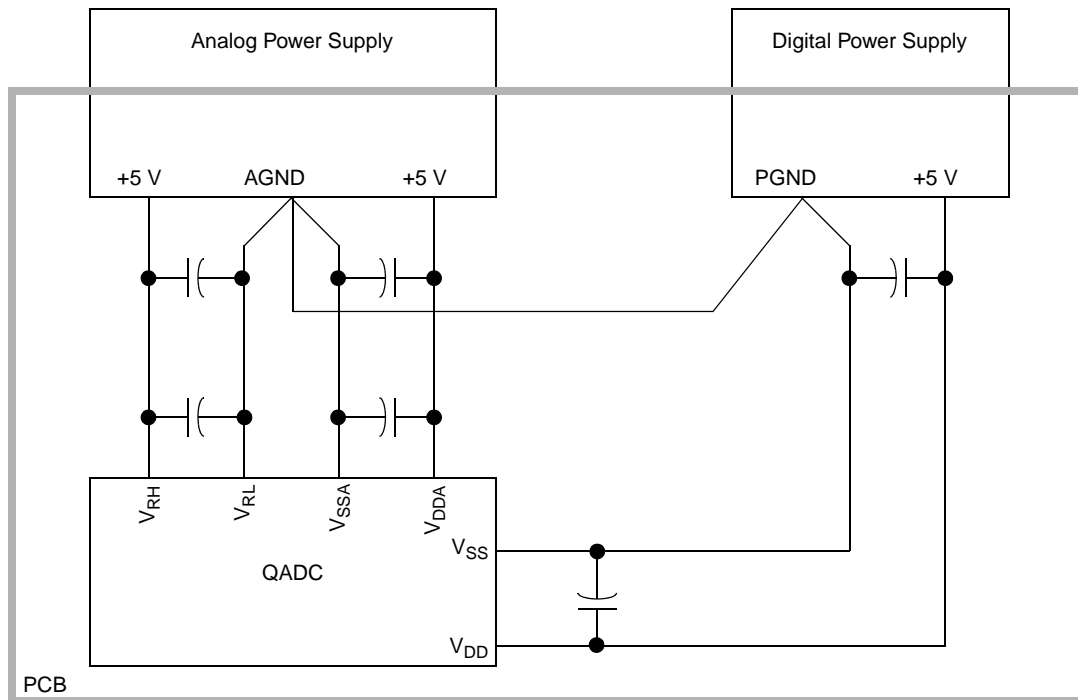 Analog Power Supply
Digital Power Supply
+5 V
AGND
+5 V
PGND
+5 V
VRH
VRL
VSSA
VDDA
VSS
QADC
VDD
PCB